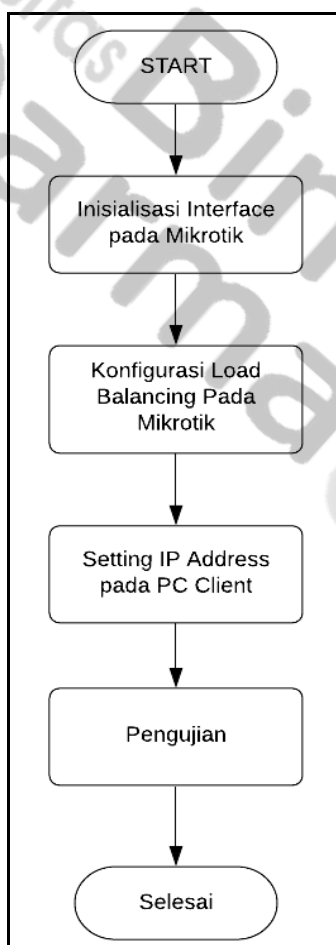 START
Inisialisasi Interface
pada Mikrotik
Konfigurasi Load
Balancing Pada
Mikrotik
Setting IP Address
pada PC Client
Pengujian
Selesai